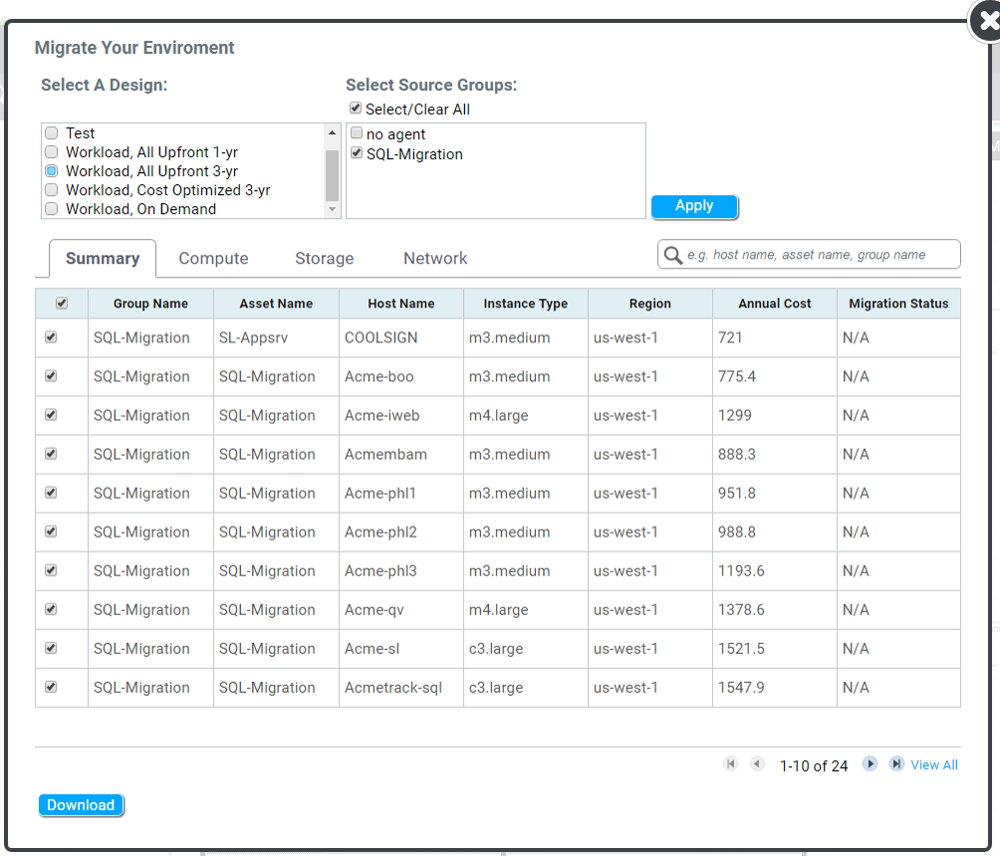 Migrate Your Enviroment
Select A Design: Select Source Groups:
Select/Clear All
Test
Workload, All Upfront 1-yr
Workload, All Upfront 3-yr
Workload, Cost Optimized 3-yr
Workload, On Demand
no agent
SQL-Migration
Apply
Summary Compute Storage Network
e.g. host name, asset name, group name
Group Name Asset Name Host Name Instance Type Region Annual Cost Migration Status
SQL-Migration SL-Appsrv COOLSIGN m3.medium us-west-1 721 N/A
SQL-Migration SQL-Migration Acme-boo m3.medium us-west-1 775.4 N/A
SQL-Migration SQL-Migration Acme-iweb m4.large us-west-1 1299 N/A
SQL-Migration SQL-Migration Acmembam m3.medium us-west-1 888.3 N/A
SQL-Migration SQL-Migration Acme-phl1 m3.medium us-west-1 951.8 N/A
SQL-Migration SQL-Migration Acme-phl2 m3.medium us-west-1 988.8 N/A
SQL-Migration SQL-Migration Acme-phl3 m3.medium us-west-1 1193.6 N/A
SQL-Migration SQL-Migration Acme-qv m4.large us-west-1 1378.6 N/A
SQL-Migration SQL-Migration Acme-sl c3.large us-west-1 1521.5 N/A
SQL-Migration SQL-Migration Acmetrack-sql c3.large us-west-1 1547.9 N/A
1-10 of 24 View All
Download